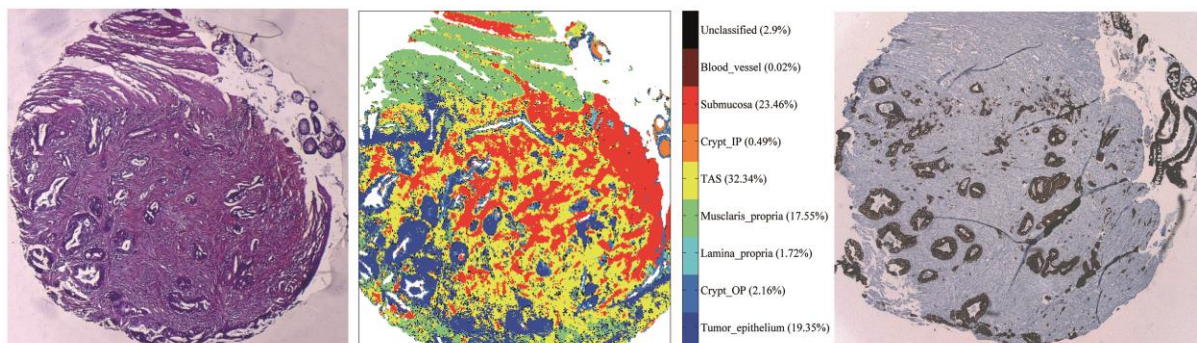 Unclassified (2.9%)
Blood_vessel (0.02%)
Submucosa (23.46%)
Crypt_IP (0.49%)
TAS (32.34%)
Musclaris_propria (17.55%)
Lamina_propria (1.72%)
Crypt_OP (2.16%)
Tumor_epithelium (19.35%)